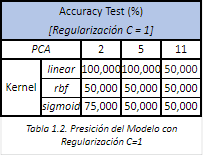 Accuracy Test (%)
[Regularización C = 1]
PCA 2 5 11
Kernel
linear 100,000 100,000 50,000
rbf 50,000 50,000 50,000
sigmoid 75,000 50,000 50,000
Tabla 1.2. Presición del Modelo con
Regularización C=1